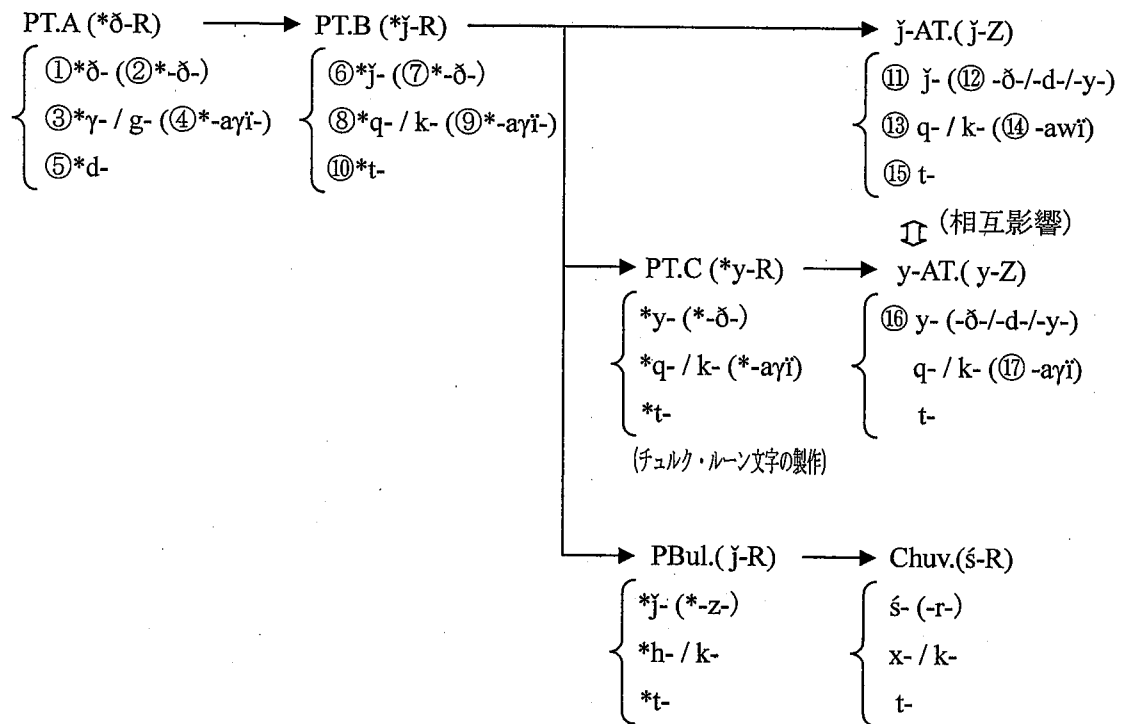 PT.A (*ð-R) PT.B (*ǰ-R) ǰ-AT.(ǰ-Z)
①*ð- (②*-ð-) ⑥*ǰ- (⑦*-ð-) ⑪ ǰ- (⑫ -ð-/-d-/-y-)
③*γ- / g- (④*-aγï-) ⑧*q- / k- (⑨*-aγï-) ⑬ q- / k- (⑭ -awï)
⑤*d- ⑩*t- ⑮ t-
(相互影響)
PT.C (*y-R) y-AT.( y-Z)
*y- (*-ð-) ⑯ y- (-ð-/-d-/-y-)
*q- / k- (*-aγï) q- / k- (⑰ -aγï)
*t- t-
(チュルク・ルーン文字の製作)
PBul.( ǰ-R) Chuv.(ś-R)
*ǰ- (*-z-) ś- (-r-)
*h- / k- x- / k-
*t- t-